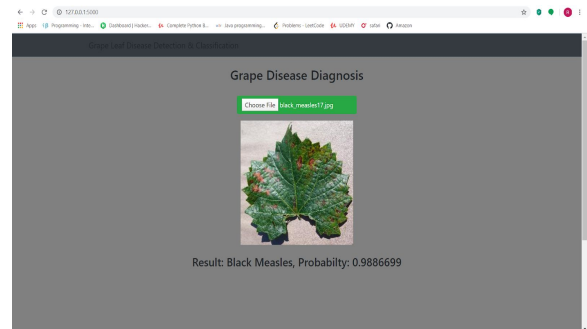 127.0.0.1:5000
Apps Programming - Into... Dashboard | Hacker... Complete Python B... Java programming... Problems - LeetCode UDEMY safari Amazon
Grape Leaf Disease Detection & Classification
Grape Disease Diagnosis
Choose File black_measles17.jpg
Result: Black Measles, Probabilty: 0.9886699